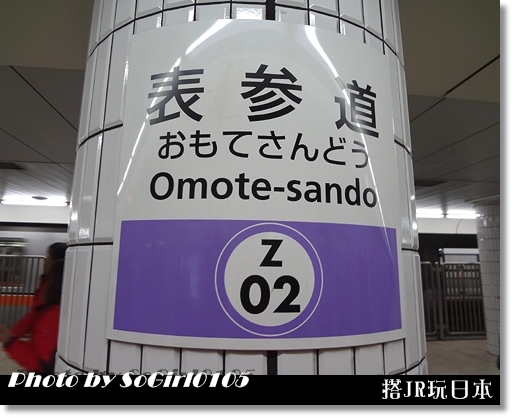 表参道
おもてさんどう
Omote-sando
Z
02
Photo by SoGirl0105
搭JR玩日本